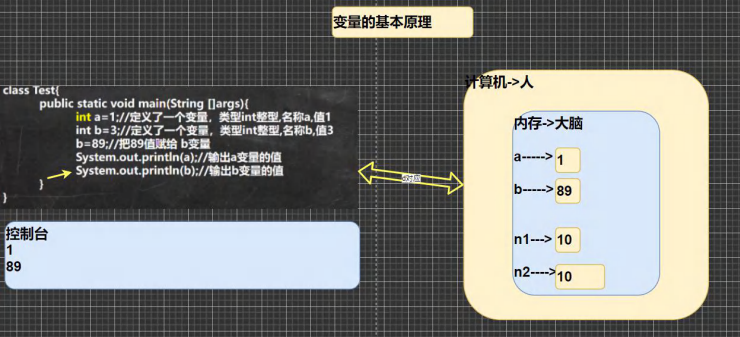 变量的基本原理
class Test{
public static void main(String []args){
int a=1;//定义了一个变量，类型int整型,名称a,值1
int b=3;//定义了一个变量，类型int整型,名称b,值3
b=89;//把89值赋给 b变量
System.out.println(a);//输出a变量的值
System.out.println(b);//输出b变量的值
}
}
控制台
1
89
对应
计算机->人
内存->大脑
a-----> 1
b-----> 89
n1---> 10
n2----> 10